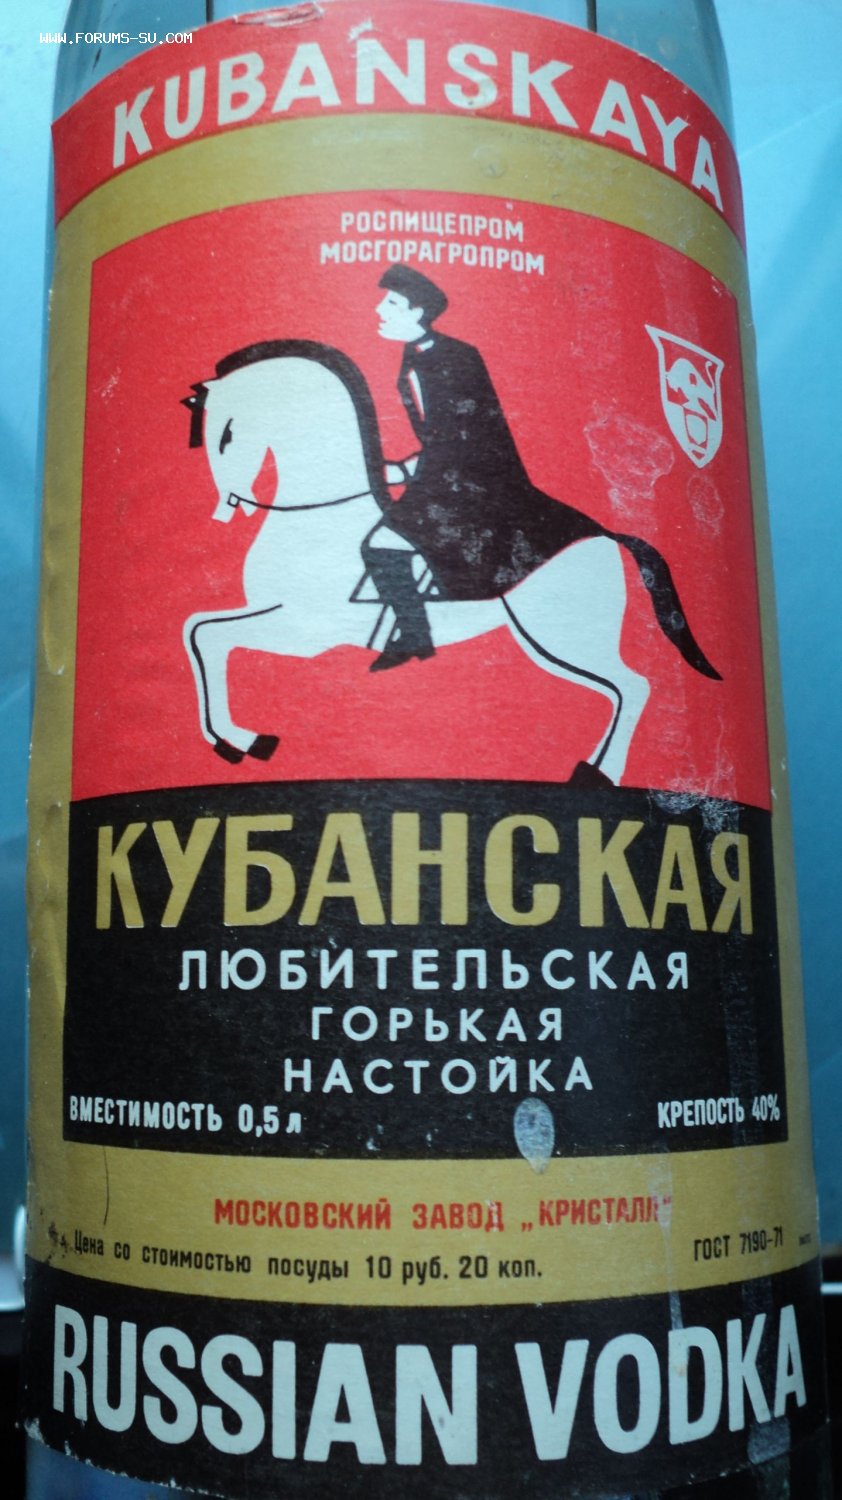 WWW.FORUMS-SU.COM
KUBANSKAYA
РОСПИЩЕПРОМ
МОСГОРАГРОПРОМ
КУБАНСКАЯ
ЛЮБИТЕЛЬСКАЯ
ГОРЬКАЯ
НАСТОЙКА
ВМЕСТИМОСТЬ 0,5 л
КРЕПОСТЬ 40%
МОСКОВСКИЙ ЗАВОД „КРИСТАЛЛ"
Цена со стоимостью посуды 10 руб. 20 коп.
ГОСТ 7190-71
RUSSIAN VODKA